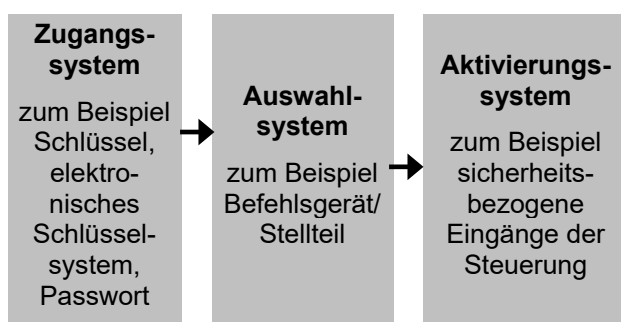 Zugangs-
system
zum Beispiel
Schlüssel,
elektro-
nisches
Schlüssel-
system,
Passwort
Auswahl-
system
zum Beispiel
Befehlsgerät/
Stellteil
Aktivierungs-
system
zum Beispiel
sicherheits-
bezogene
Eingänge der
Steuerung